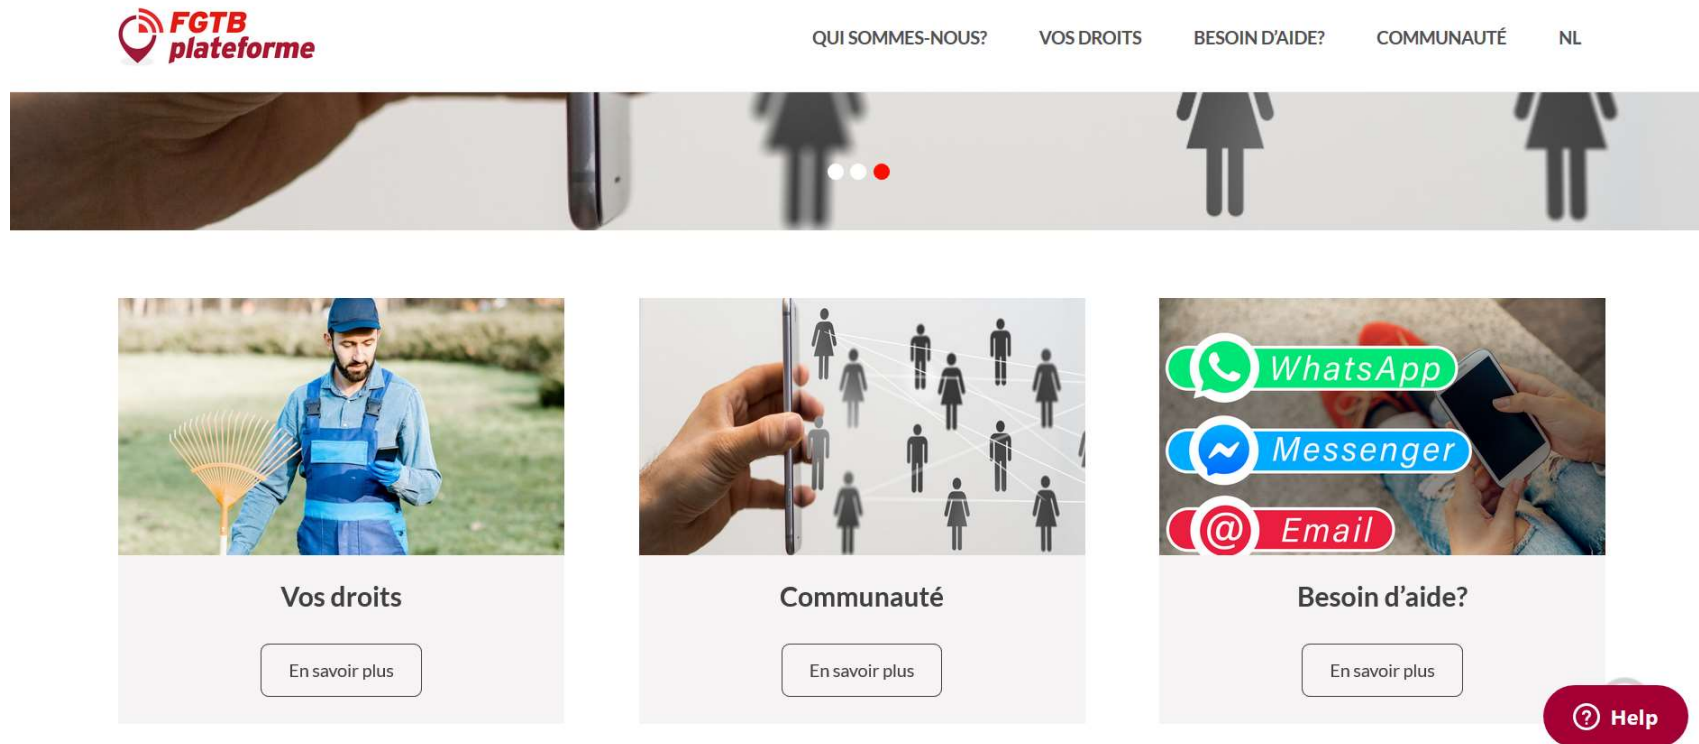 FGTB
plateforme
QUI SOMMES-NOUS?
VOS DROITS
BESOIN D’AIDE?
COMMUNAUTÉ
NL
WhatsApp
Messenger
@ Email
Vos droits
Communauté
Besoin d’aide?
En savoir plus
En savoir plus
En savoir plus
? Help